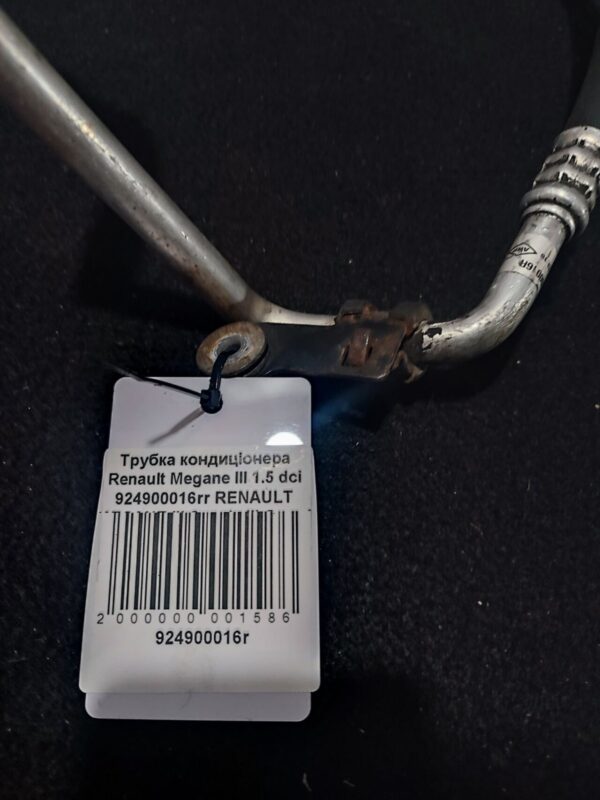 Трубка кондиціонера
Renault Megane III 1.5 dci
924900016rr RENAULT
2 000000 001586
924900016r